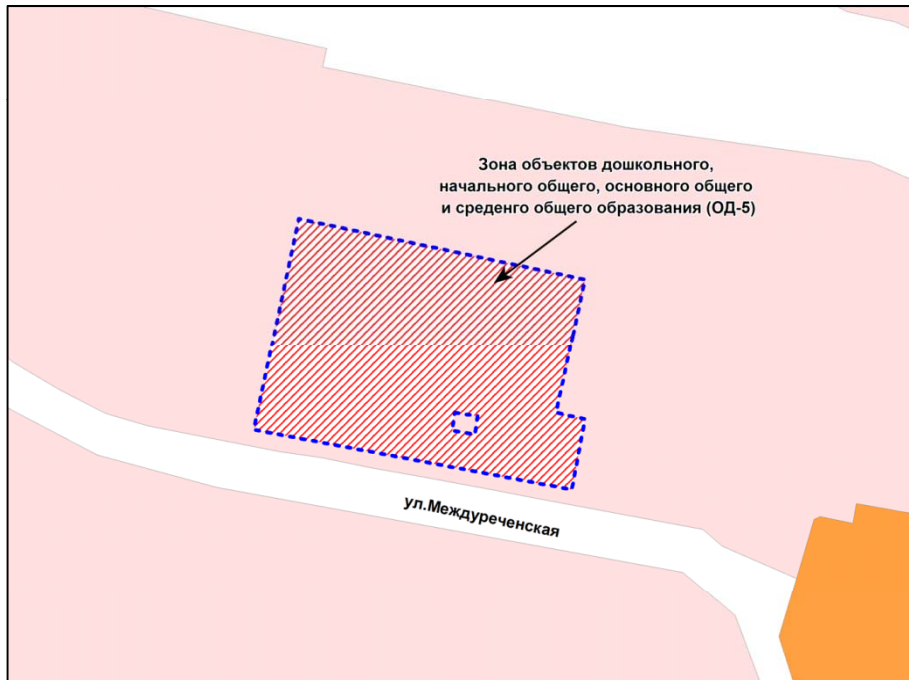 Зона объектов дошкольного,
начального общего, основного общего
и среденго общего образования (ОД-5)
ул.Междуреченская